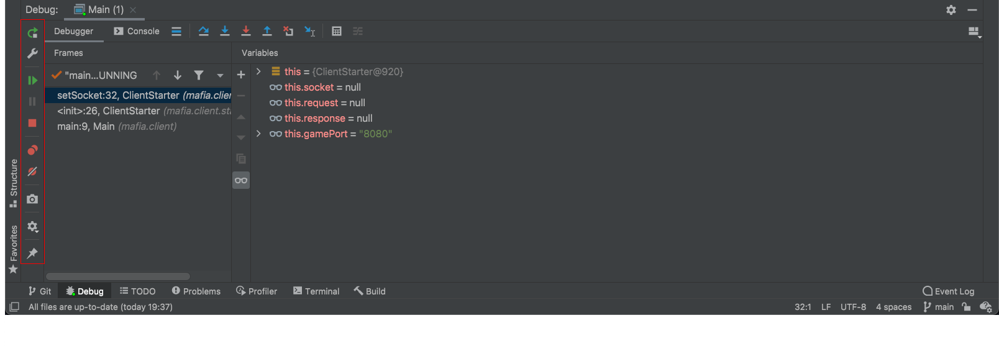 Debug: Main (1)
Debugger Console
Frames
Variables
"main...UNNING
setSocket:32, ClientStarter (mafia.clien
<init>:26, ClientStarter (mafia.client.sta
main:9, Main (mafia.client)
this = {ClientStarter@920}
this.socket = null
this.request = null
this.response = null
this.gamePort = "8080"
Structure
Favorites
Git Debug TODO Problems Profiler Terminal Build Event Log
All files are up-to-date (today 19:37) 32:1 LF UTF-8 4 spaces main